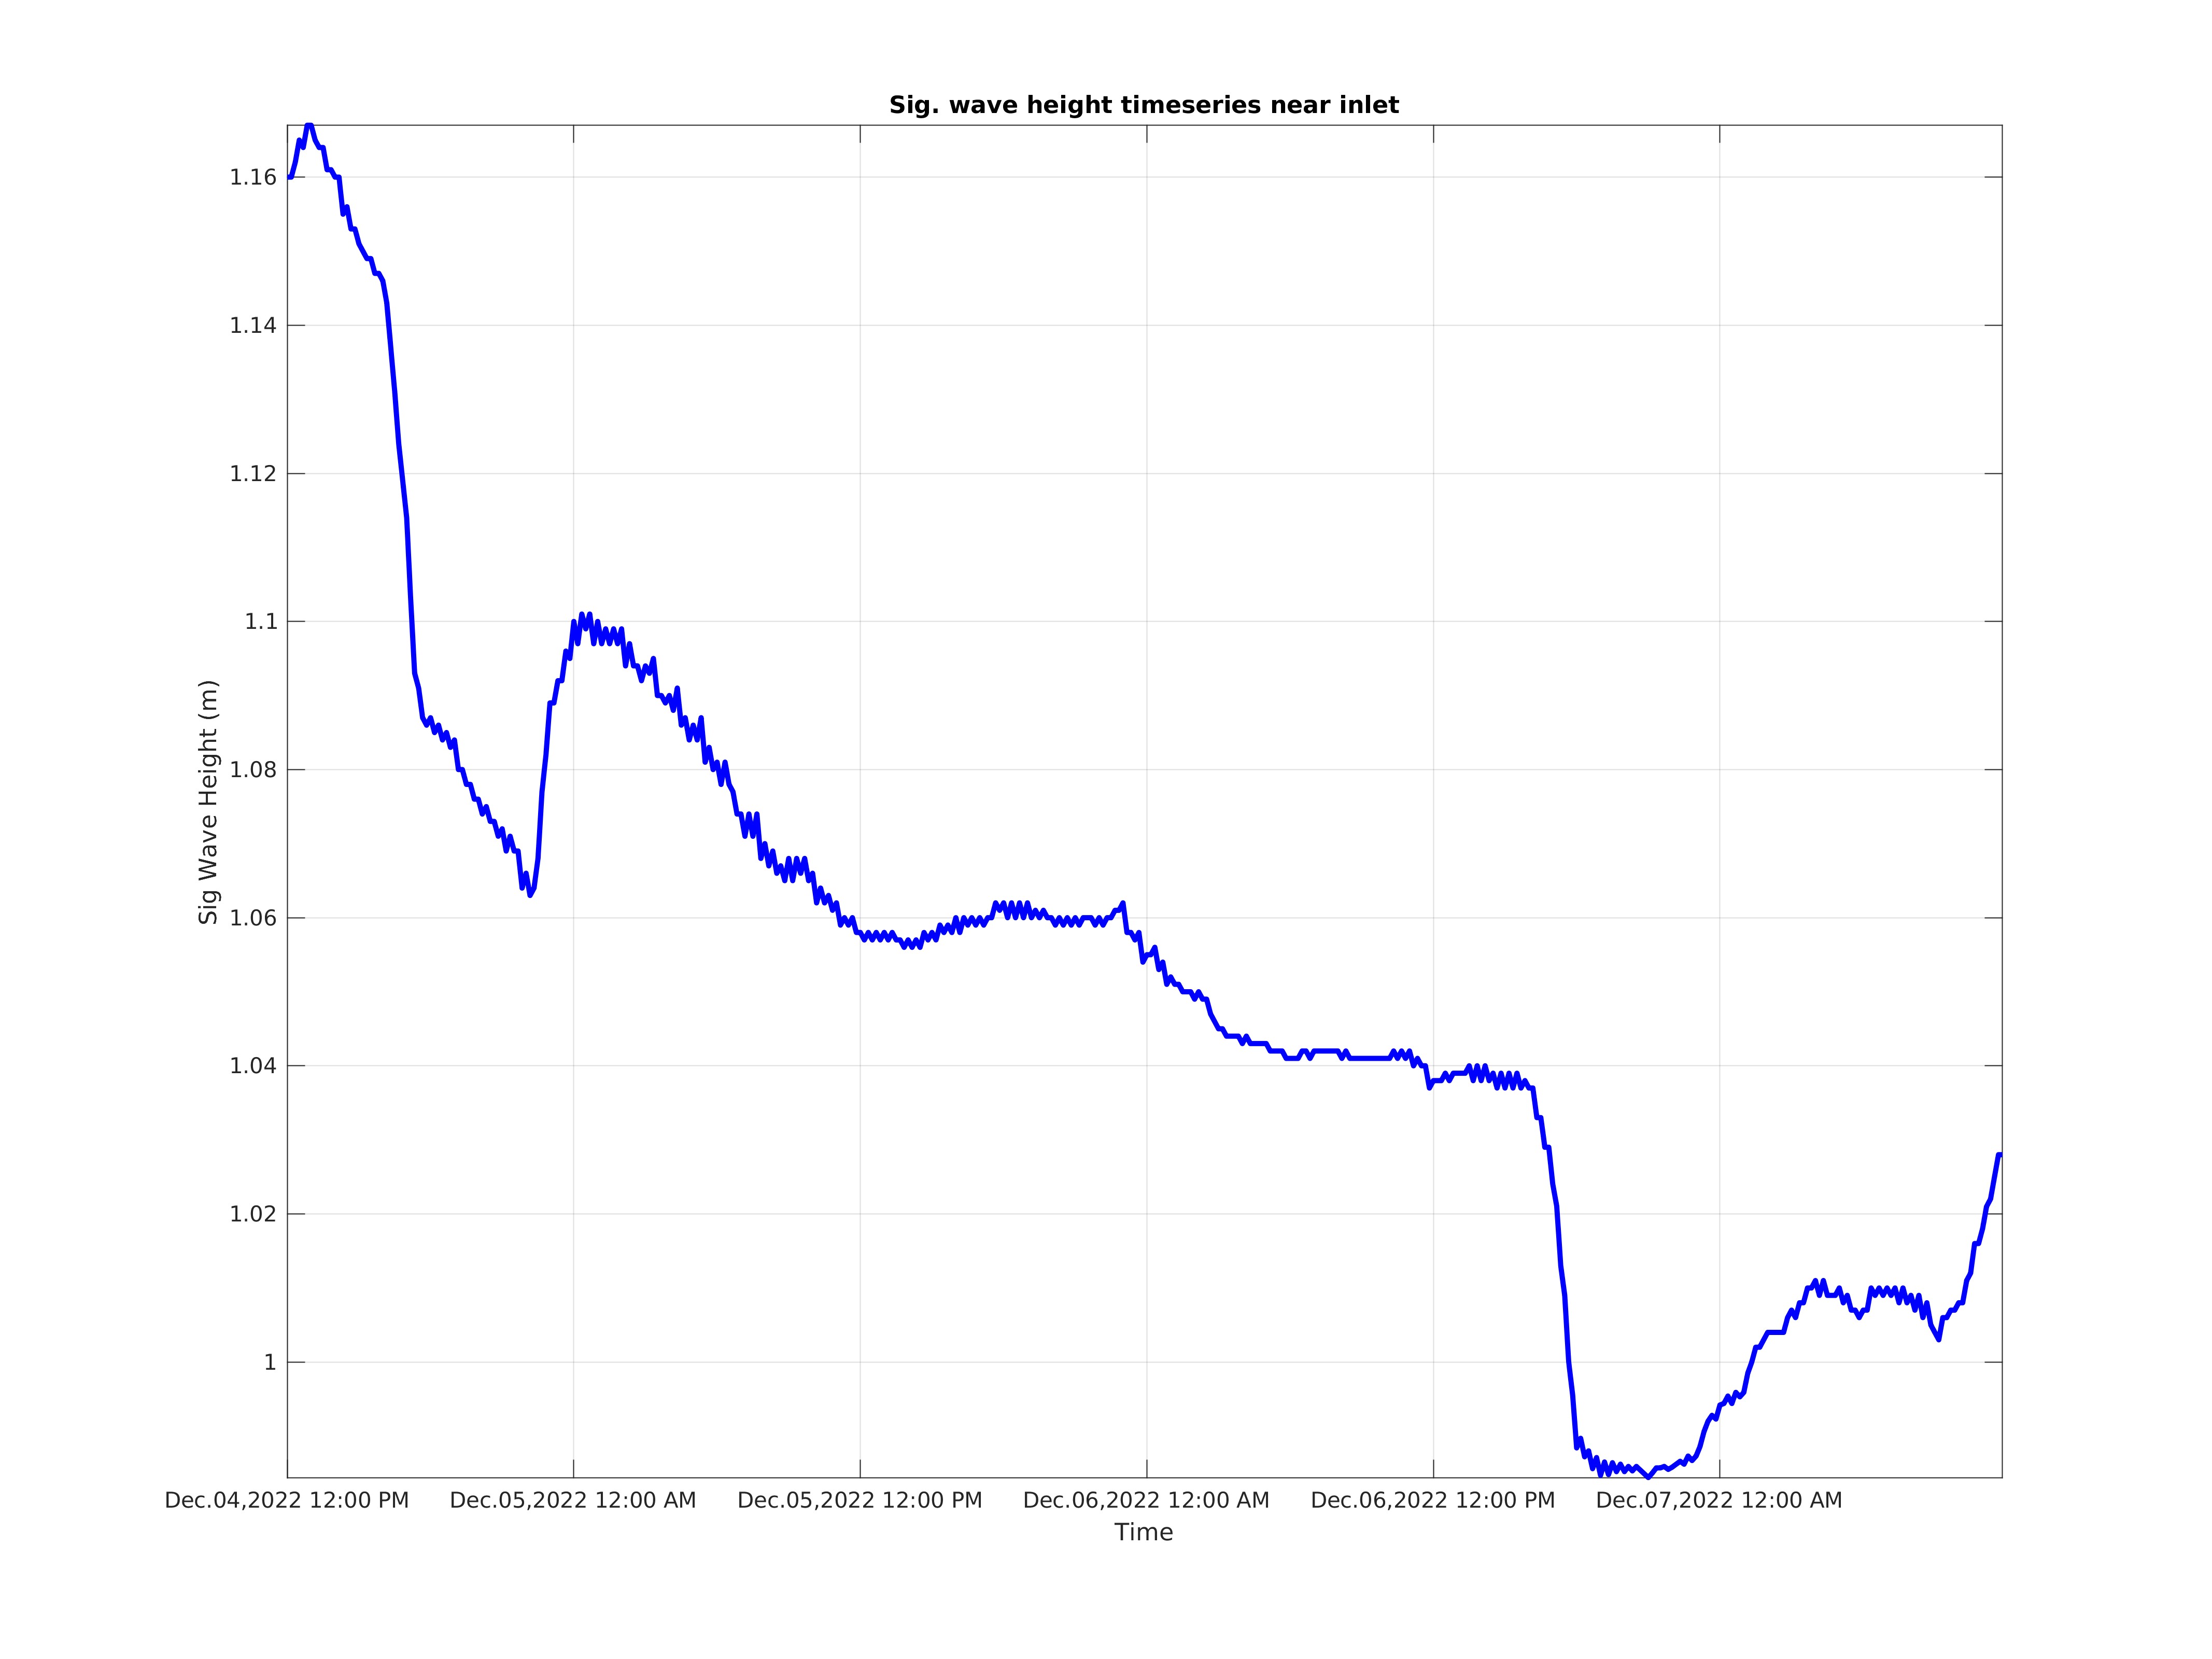 Sig. wave height timeseries near inlet
1.16
1.14
1.12
1.1
1.08
1.06
1.04
1.02
1
Sig Wave Height (m)
Dec.04,2022 12:00 PM Dec.05,2022 12:00 AM Dec.05,2022 12:00 PM Dec.06,2022 12:00 AM Dec.06,2022 12:00 PM Dec.07,2022 12:00 AM
Time